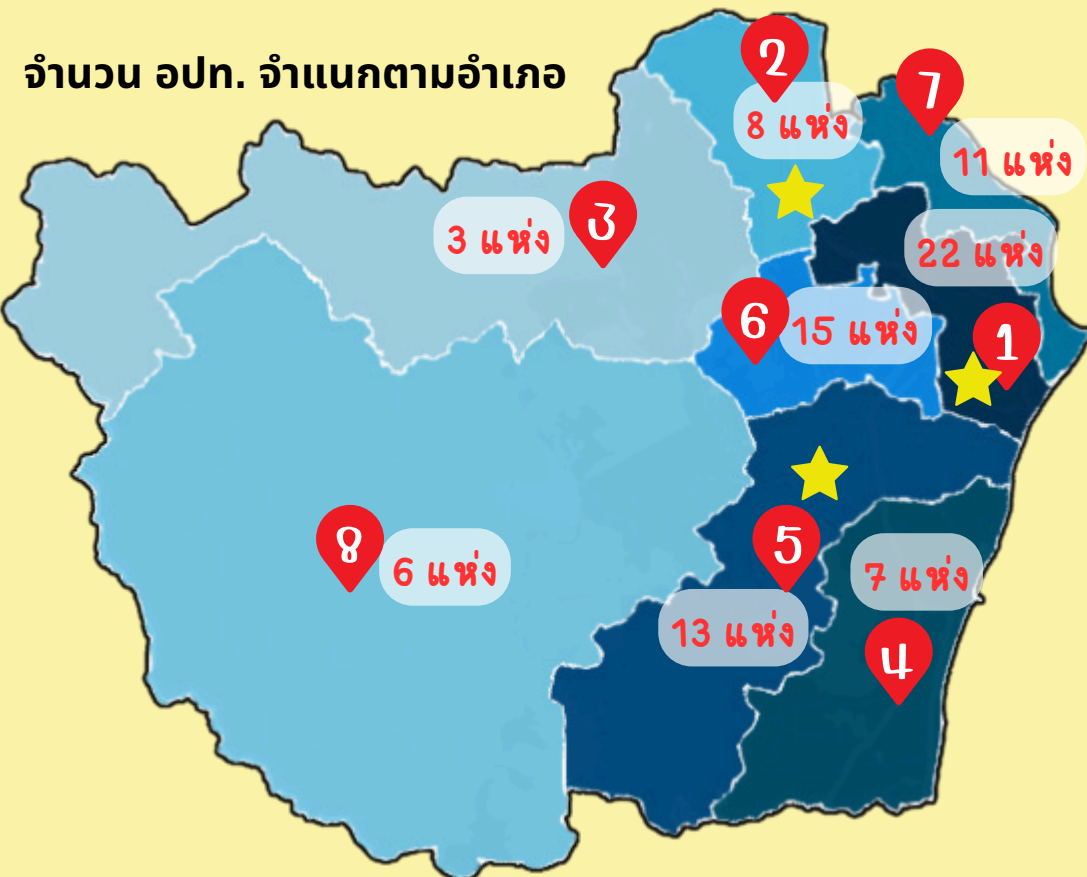 จำนวน อปท. จำแนกตามอำเภอ
2
8 แห่ง
7
11 แห่ง
3 แห่ง
3
22 แห่ง
6
15 แห่ง
1
8
6 แห่ง
5
13 แห่ง
7 แห่ง
4